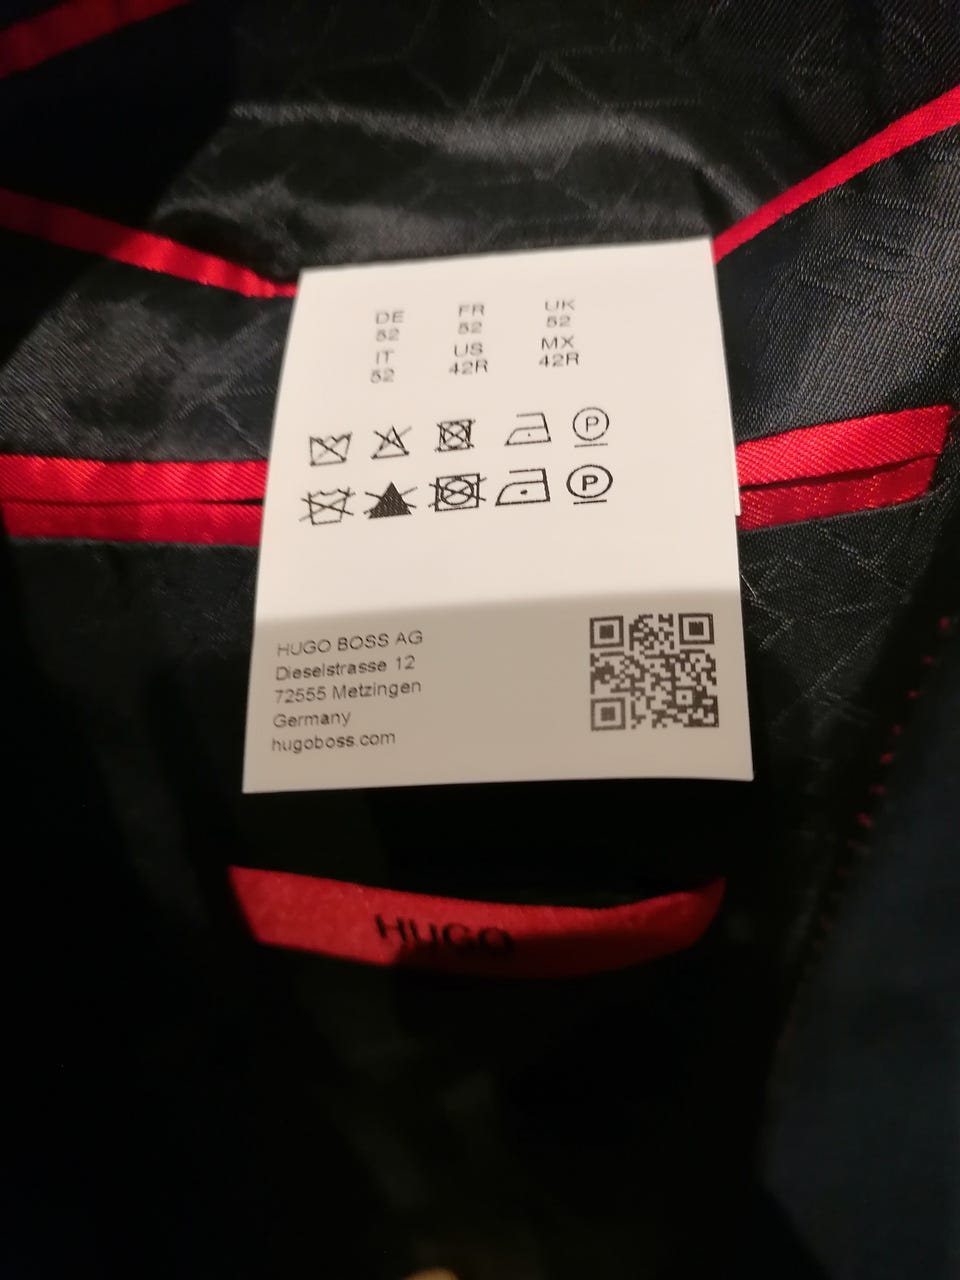 DE FR UK
52 52 52
IT US MX
52 42R 42R
P
P
HUGO BOSS AG
Dieselstrasse 12
72555 Metzingen
Germany
hugoboss.com
HUGO